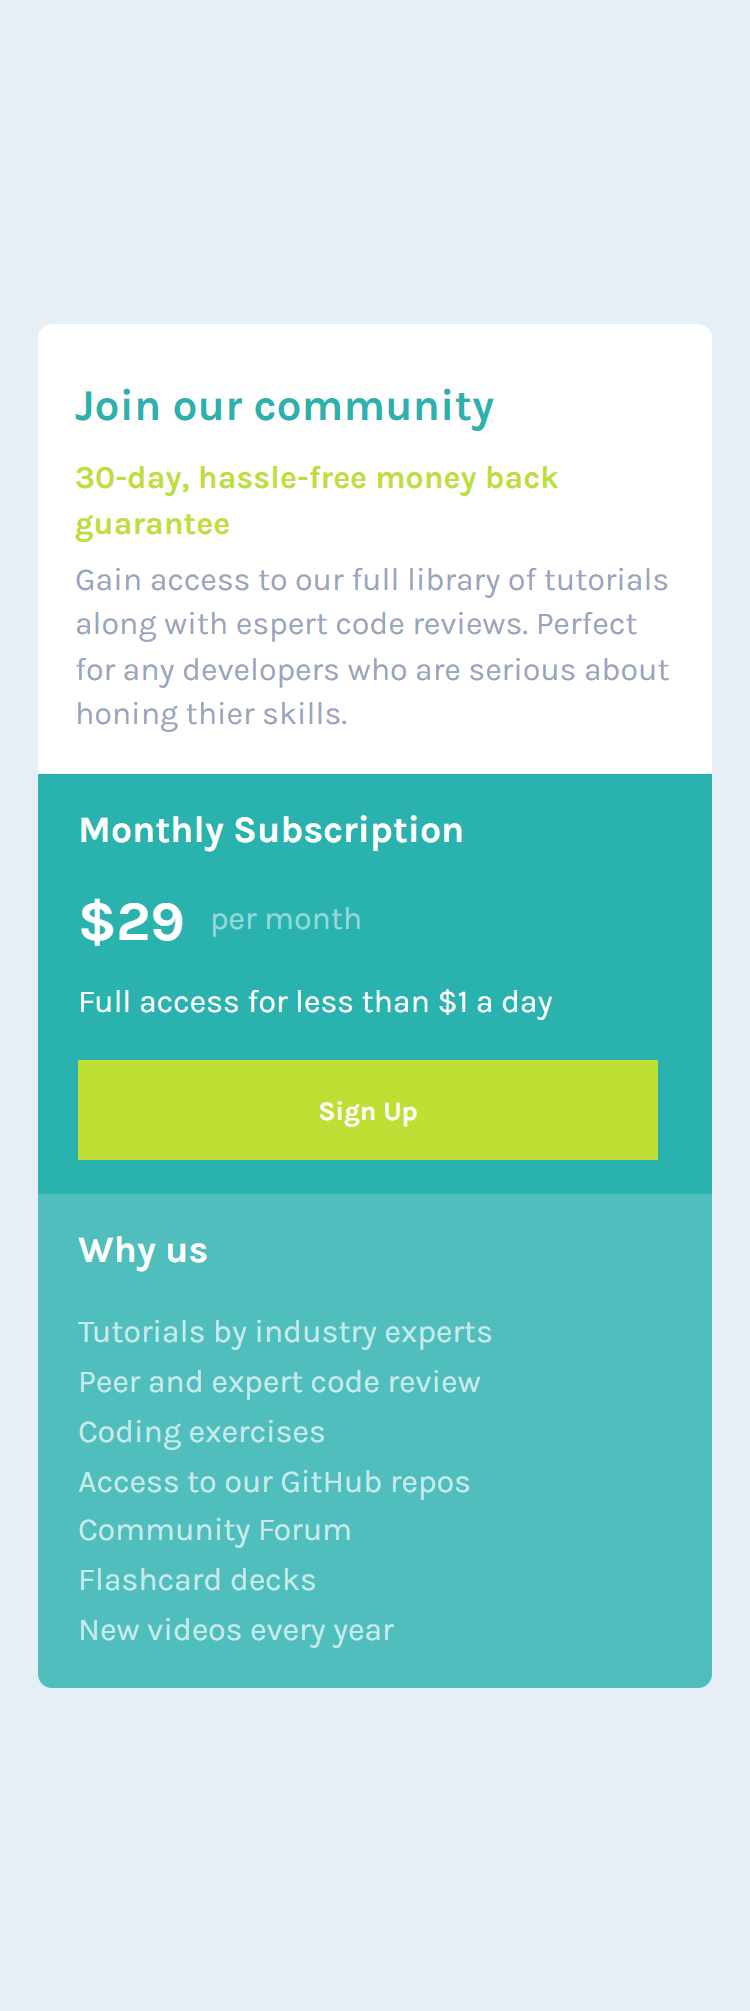 Join our community
30-day, hassle-free money back
guarantee
Gain access to our full library of tutorials
along with espert code reviews. Perfect
for any developers who are serious about
honing thier skills.
Monthly Subscription
$29 per month
Full access for less than $1 a day
Sign Up
Why us
Tutorials by industry experts
Peer and expert code review
Coding exercises
Access to our GitHub repos
Community Forum
Flashcard decks
New videos every year